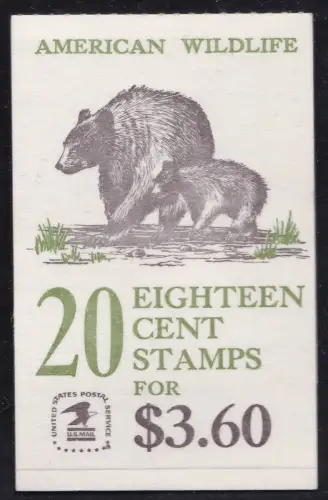 AMERICAN WILDLIFE
20
EIGHTEEN
CENT
STAMPS
FOR
$3.60
UNITED STATES POSTAL SERVICE
U.S.MAIL